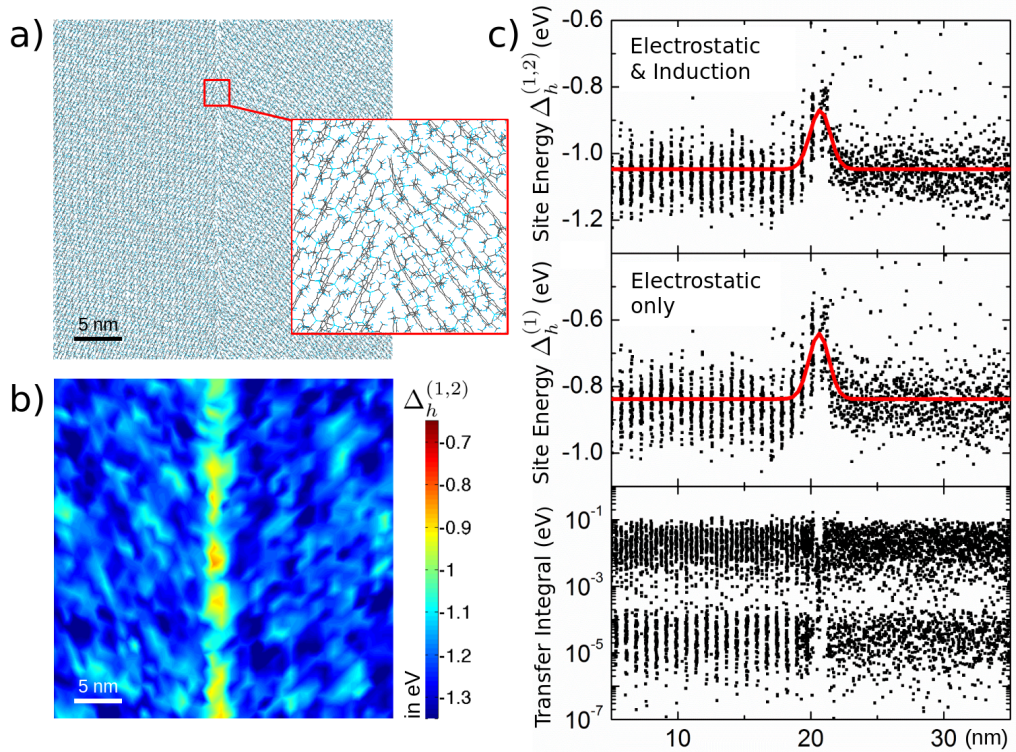 a)
5 nm
b)
Δ_h^(1,2)
-0.7
-0.8
-0.9
-1
-1.1
-1.2
-1.3
in eV
5 nm
c)
Site Energy Δ_h^(1,2) (eV)
-0.6
-0.8
-1.0
-1.2
Electrostatic
& Induction
Site Energy Δ_h^(1) (eV)
-0.6
-0.8
-1.0
Electrostatic
only
Transfer Integral (eV)
10^-1
10^-3
10^-5
10^-7
10 20 30 (nm)